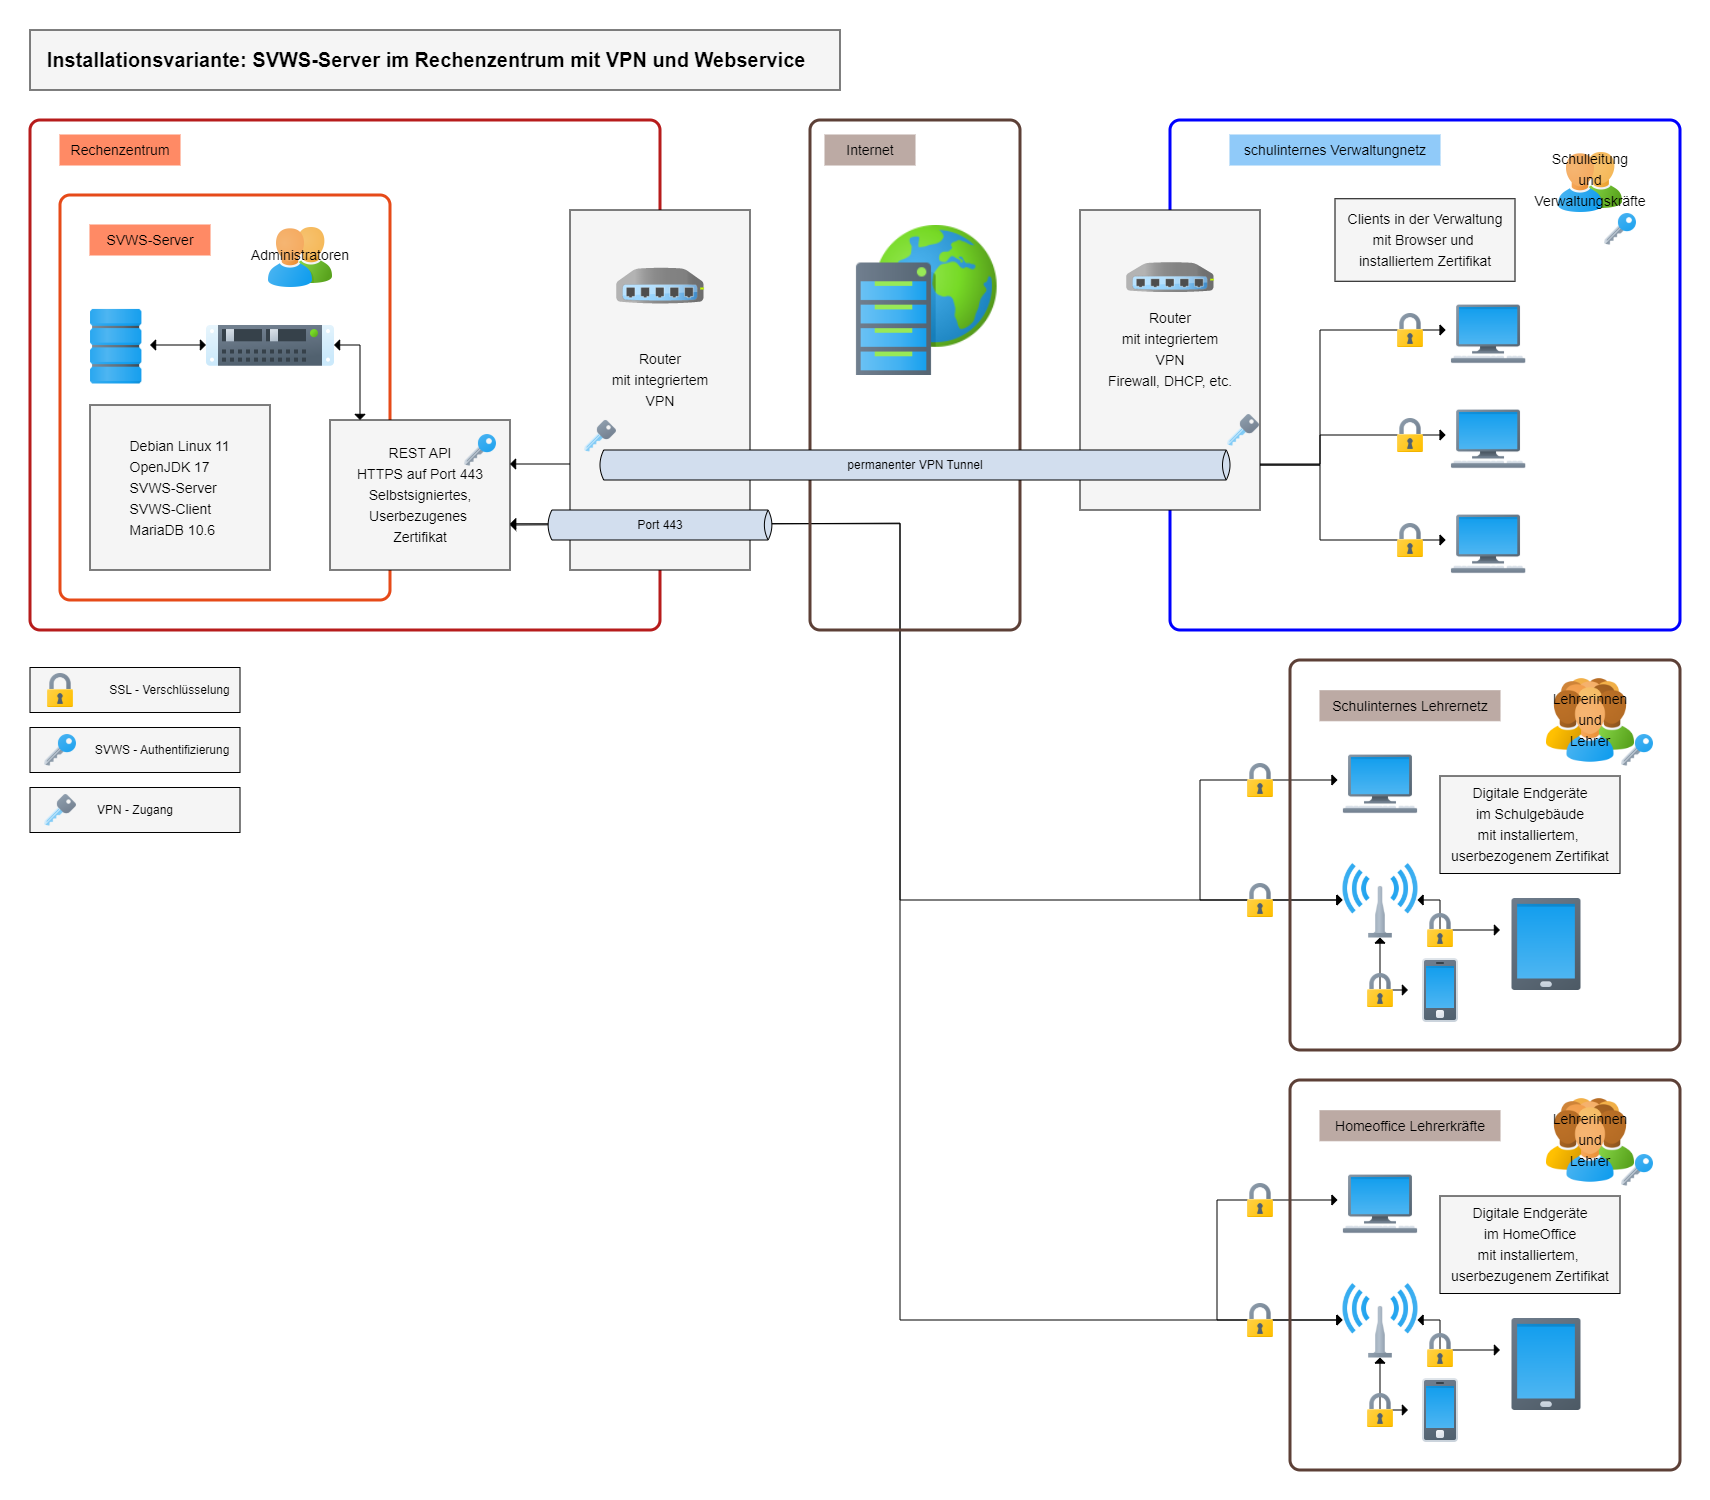 Installationsvariante: SVWS-Server im Rechenzentrum mit VPN und Webservice
Rechenzentrum
SVWS-Server
Administratoren
Debian Linux 11
OpenJDK 17
SVWS-Server
SVWS-Client
MariaDB 10.6
REST API
HTTPS auf Port 443
Selbstsigniertes,
Userbezugenes
Zertifikat
Router
mit integriertem
VPN
Internet
permanenter VPN Tunnel
Port 443
Router
mit integriertem
VPN
Firewall, DHCP, etc.
schulinternes Verwaltungnetz
Schulleitung
und
Verwaltungskräfte
Clients in der Verwaltung
mit Browser und
installiertem Zertifikat
SSL - Verschlüsselung
SVWS - Authentifizierung
VPN - Zugang
Schulinternes Lehrernetz
Lehrerinnen
und
Lehrer
Digitale Endgeräte
im Schulgebäude
mit installiertem,
userbezogenem Zertifikat
Homeoffice Lehrerkräfte
Lehrerinnen
und
Lehrer
Digitale Endgeräte
im HomeOffice
mit installiertem,
userbezugenem Zertifikat